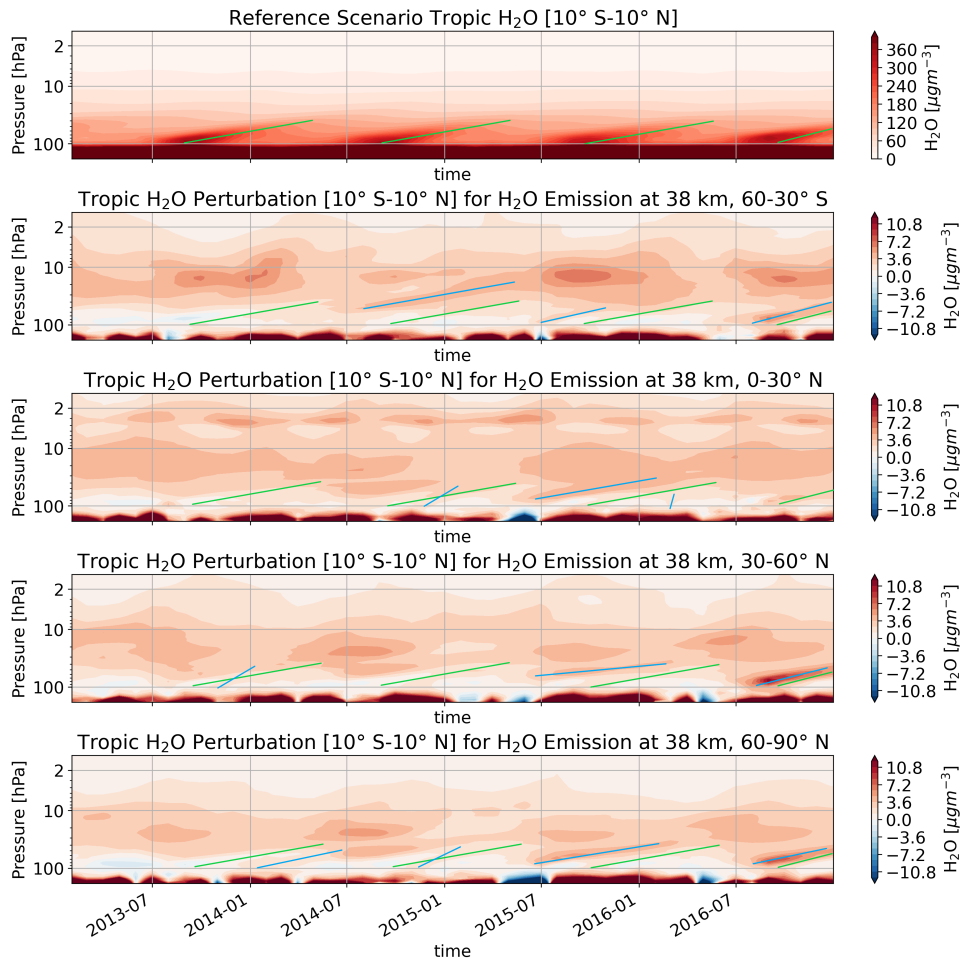 Reference Scenario Tropic H₂O [10° S-10° N]
Pressure [hPa]
2
10
100
time
360
300
240
180
120
60
0
H₂O [μgm⁻³]
Tropic H₂O Perturbation [10° S-10° N] for H₂O Emission at 38 km, 60-30° S
Pressure [hPa]
2
10
100
time
10.8
7.2
3.6
0.0
−3.6
−7.2
−10.8
H₂O [μgm⁻³]
Tropic H₂O Perturbation [10° S-10° N] for H₂O Emission at 38 km, 0-30° N
Pressure [hPa]
2
10
100
time
10.8
7.2
3.6
0.0
−3.6
−7.2
−10.8
H₂O [μgm⁻³]
Tropic H₂O Perturbation [10° S-10° N] for H₂O Emission at 38 km, 30-60° N
Pressure [hPa]
2
10
100
time
10.8
7.2
3.6
0.0
−3.6
−7.2
−10.8
H₂O [μgm⁻³]
Tropic H₂O Perturbation [10° S-10° N] for H₂O Emission at 38 km, 60-90° N
Pressure [hPa]
2
10
100
10.8
7.2
3.6
0.0
−3.6
−7.2
−10.8
H₂O [μgm⁻³]
2013-07
2014-01
2014-07
2015-01
2015-07
2016-01
2016-07
time